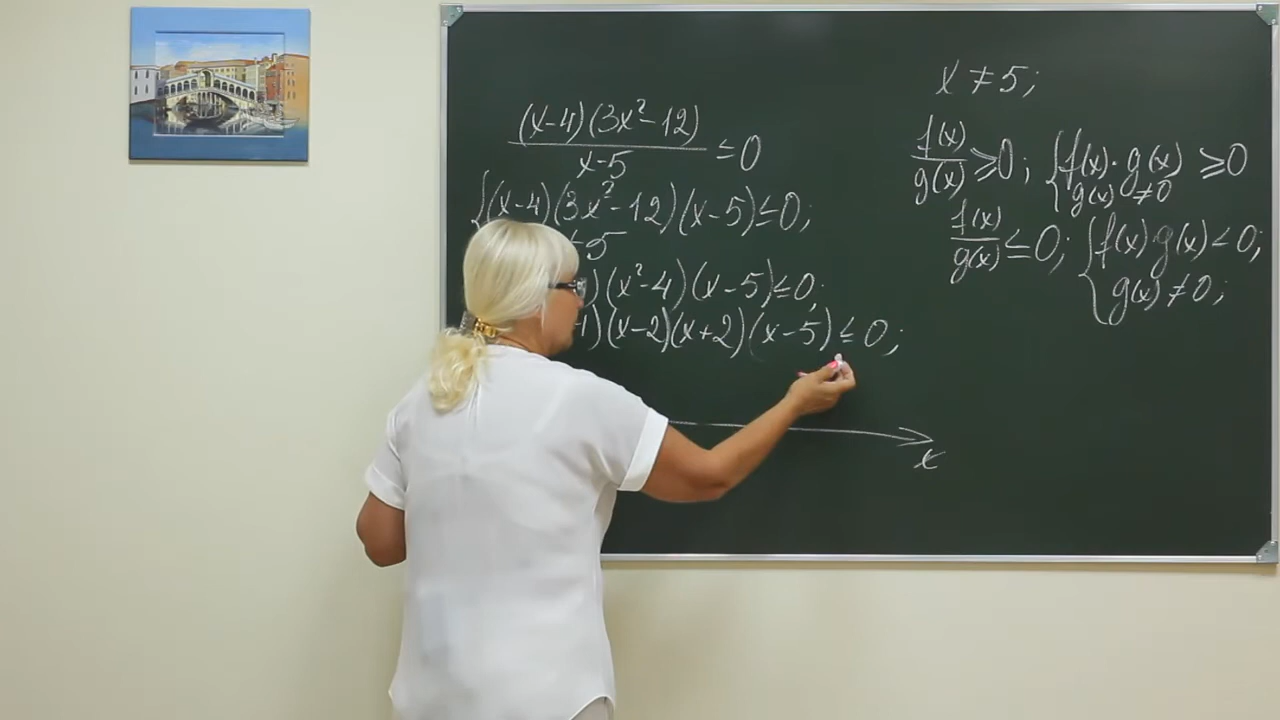 (x-4)(3x²-12)
x-5
≤0
(x-4)(3x²-12)(x-5)≤0;
≠5
)(x²-4)(x-5)≤0;
)(x-2)(x+2)(x-5)≤0;
x
x≠5;
f(x)/g(x) ≥0; {f(x)·g(x) ≥0
g(x)≠0
f(x)/g(x) ≤0; {f(x)·g(x)≤0;
g(x)≠0;